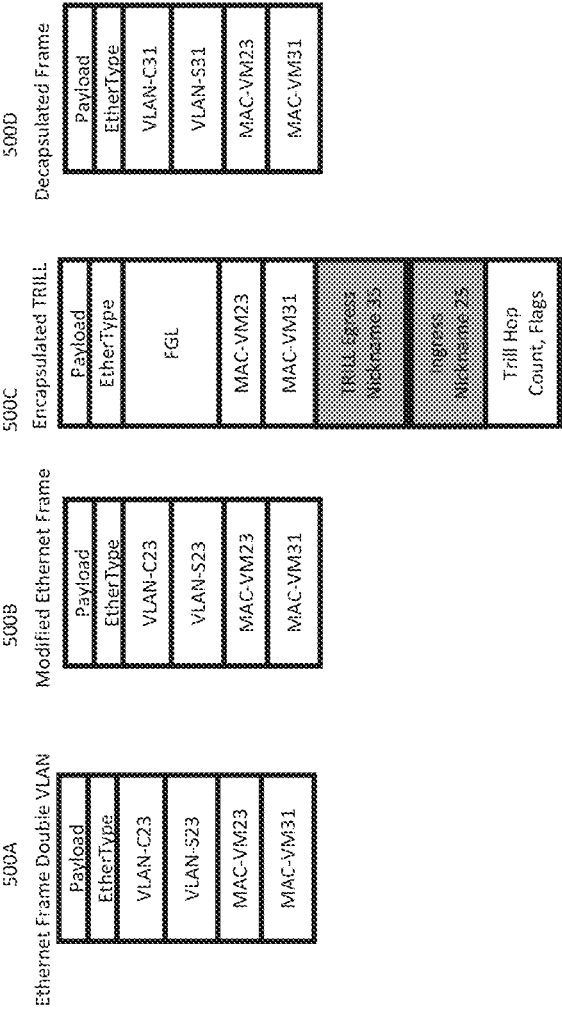 500A
Ethernet Frame Double VLAN
Payload
EtherType
VLAN-C23
VLAN-S23
MAC-VM23
MAC-VM31
500B
Modified Ethernet Frame
Payload
EtherType
VLAN-C23
VLAN-S23
MAC-VM23
MAC-VM31
500C
Encapsulated TRILL
Payload
EtherType
FGL
MAC-VM23
MAC-VM31
TRILL Egress
Nickname 35
Ingress
Nickname 25
Trill Hop
Count, Flags
500D
Decapsulated Frame
Payload
EtherType
VLAN-C31
VLAN-S31
MAC-VM23
MAC-VM31